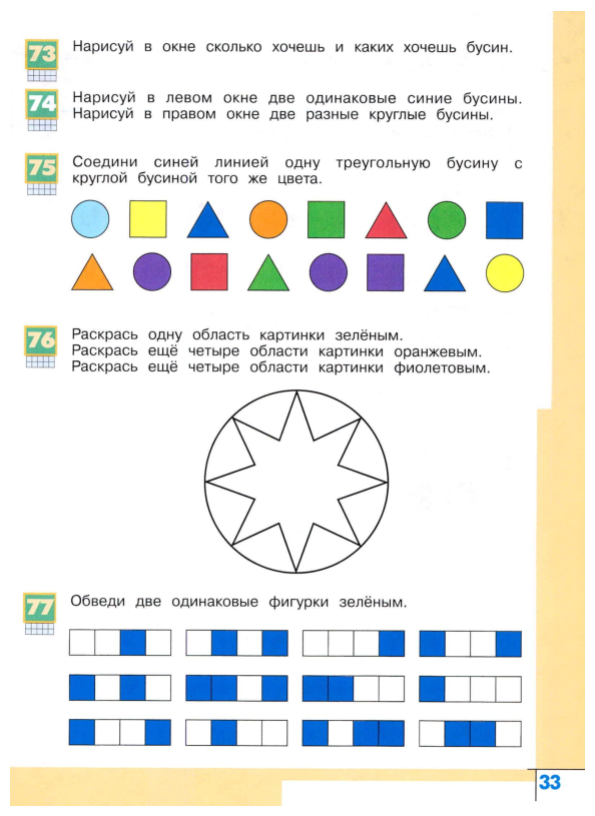 73 Нарисуй в окне сколько хочешь и каких хочешь бусин.
74 Нарисуй в левом окне две одинаковые синие бусины.
Нарисуй в правом окне две разные круглые бусины.
75 Соедини синей линией одну треугольную бусину с
круглой бусиной того же цвета.
76 Раскрась одну область картинки зелёным.
Раскрась ещё четыре области картинки оранжевым.
Раскрась ещё четыре области картинки фиолетовым.
77 Обведи две одинаковые фигурки зелёным.
33